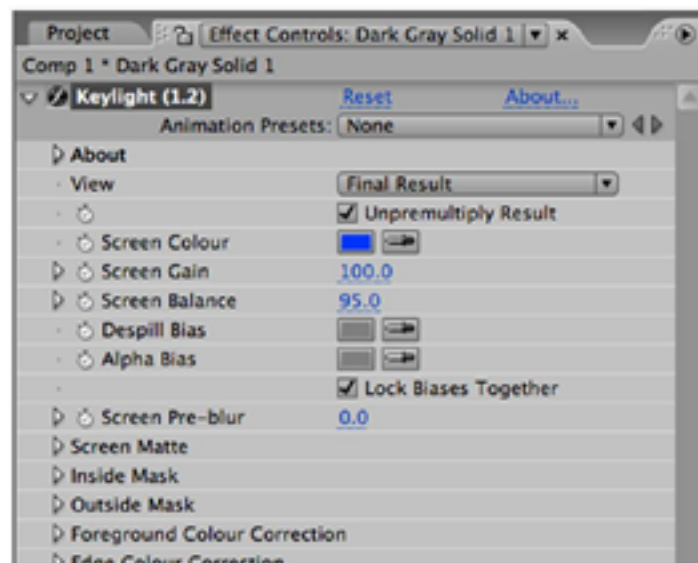 Project Effect Controls: Dark Gray Solid 1
Comp 1 * Dark Gray Solid 1
Keylight (1.2) Reset About...
Animation Presets: None
About
View Final Result
Unpremultiply Result
Screen Colour
Screen Gain 100.0
Screen Balance 95.0
Despill Bias
Alpha Bias
Lock Biases Together
Screen Pre-blur 0.0
Screen Matte
Inside Mask
Outside Mask
Foreground Colour Correction
Edge Colour Correction